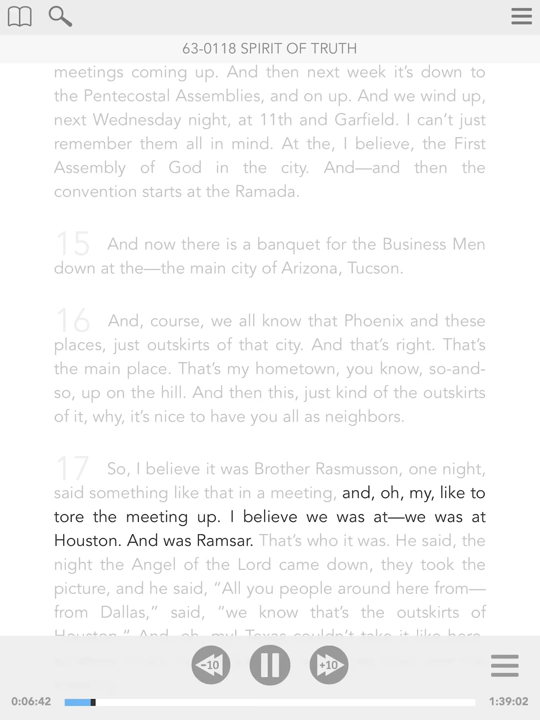 63-0118 SPIRIT OF TRUTH
meetings coming up. And then next week it's down to
the Pentecostal Assemblies, and on up. And we wind up,
next Wednesday night, at 11th and Garfield. I can't just
remember them all in mind. At the, I believe, the First
Assembly of God in the city. And—and then the
convention starts at the Ramada.
15 And now there is a banquet for the Business Men
down at the—the main city of Arizona, Tucson.
16 And, course, we all know that Phoenix and these
places, just outskirts of that city. And that's right. That's
the main place. That's my hometown, you know, so-and-
so, up on the hill. And then this, just kind of the outskirts
of it, why, it's nice to have you all as neighbors.
17 So, I believe it was Brother Rasmusson, one night,
said something like that in a meeting, and, oh, my, like to
tore the meeting up. I believe we was at—we was at
Houston. And was Ramsar. That's who it was. He said, the
night the Angel of the Lord came down, they took the
picture, and he said, “All you people around here from—
from Dallas,” said, “we know that's the outskirts of
Houston.” And, oh, my! Texas couldn't take it like here,
-10
+10
0:06:42
1:39:02